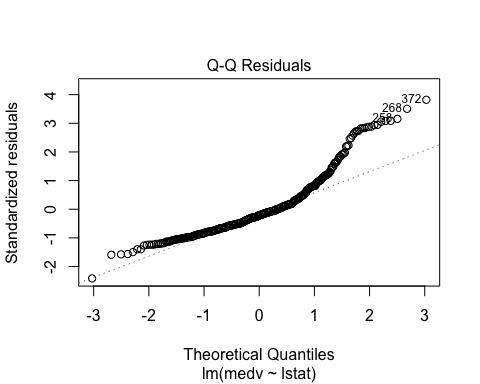 Q-Q Residuals
Standardized residuals
4
3
2
1
0
-1
-2
372
268
258
-3 -2 -1 0 1 2 3
Theoretical Quantiles
lm(medv ~ lstat)